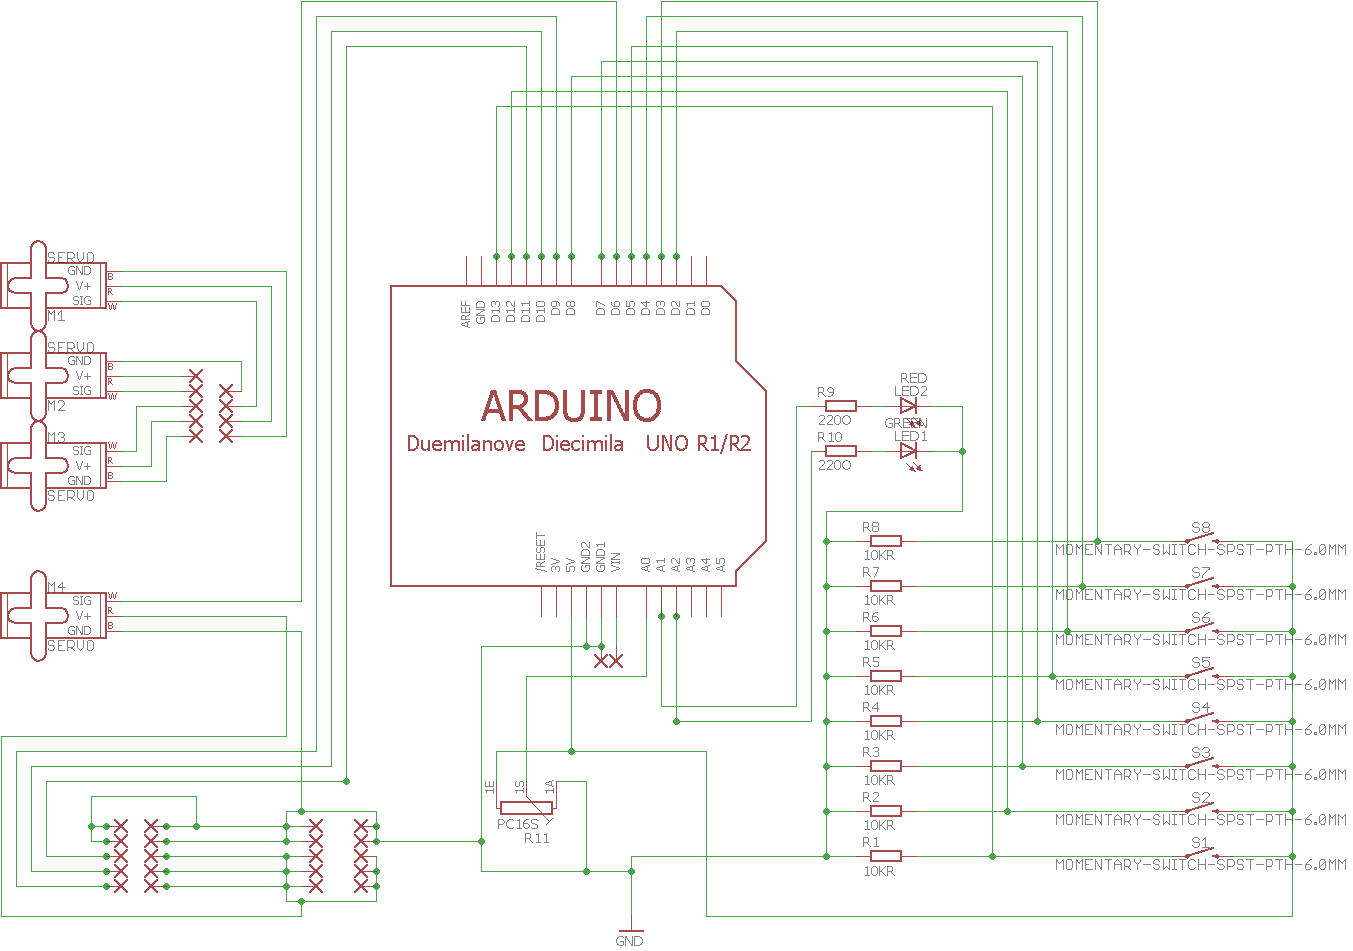 SERVO
GND
B
V+
R
SIG
W
M1
SERVO
GND
B
V+
R
SIG
W
M2
M3
SIG
W
V+
R
GND
B
SERVO
M4
SIG
W
V+
R
GND
B
SERVO
AREF
GND
D13
D12
D11
D10
D9
D8
D7
D6
D5
D4
D3
D2
D1
D0
ARDUINO
Duemilanove Diecimila UNO R1/R2
/RESET
3V
5V
GND2
GND1
VIN
A0
A1
A2
A3
A4
A5
R9
220O
RED
LED2
R10
220O
GREEN
LED1
R8
10KR
S8
MOMENTARY-SWITCH-SPST-PTH-6.0MM
R7
10KR
S7
MOMENTARY-SWITCH-SPST-PTH-6.0MM
R6
10KR
S6
MOMENTARY-SWITCH-SPST-PTH-6.0MM
R5
10KR
S5
MOMENTARY-SWITCH-SPST-PTH-6.0MM
R4
10KR
S4
MOMENTARY-SWITCH-SPST-PTH-6.0MM
R3
10KR
S3
MOMENTARY-SWITCH-SPST-PTH-6.0MM
R2
10KR
S2
MOMENTARY-SWITCH-SPST-PTH-6.0MM
R1
10KR
S1
MOMENTARY-SWITCH-SPST-PTH-6.0MM
1E
1S
1A
PC16S
R11
GND